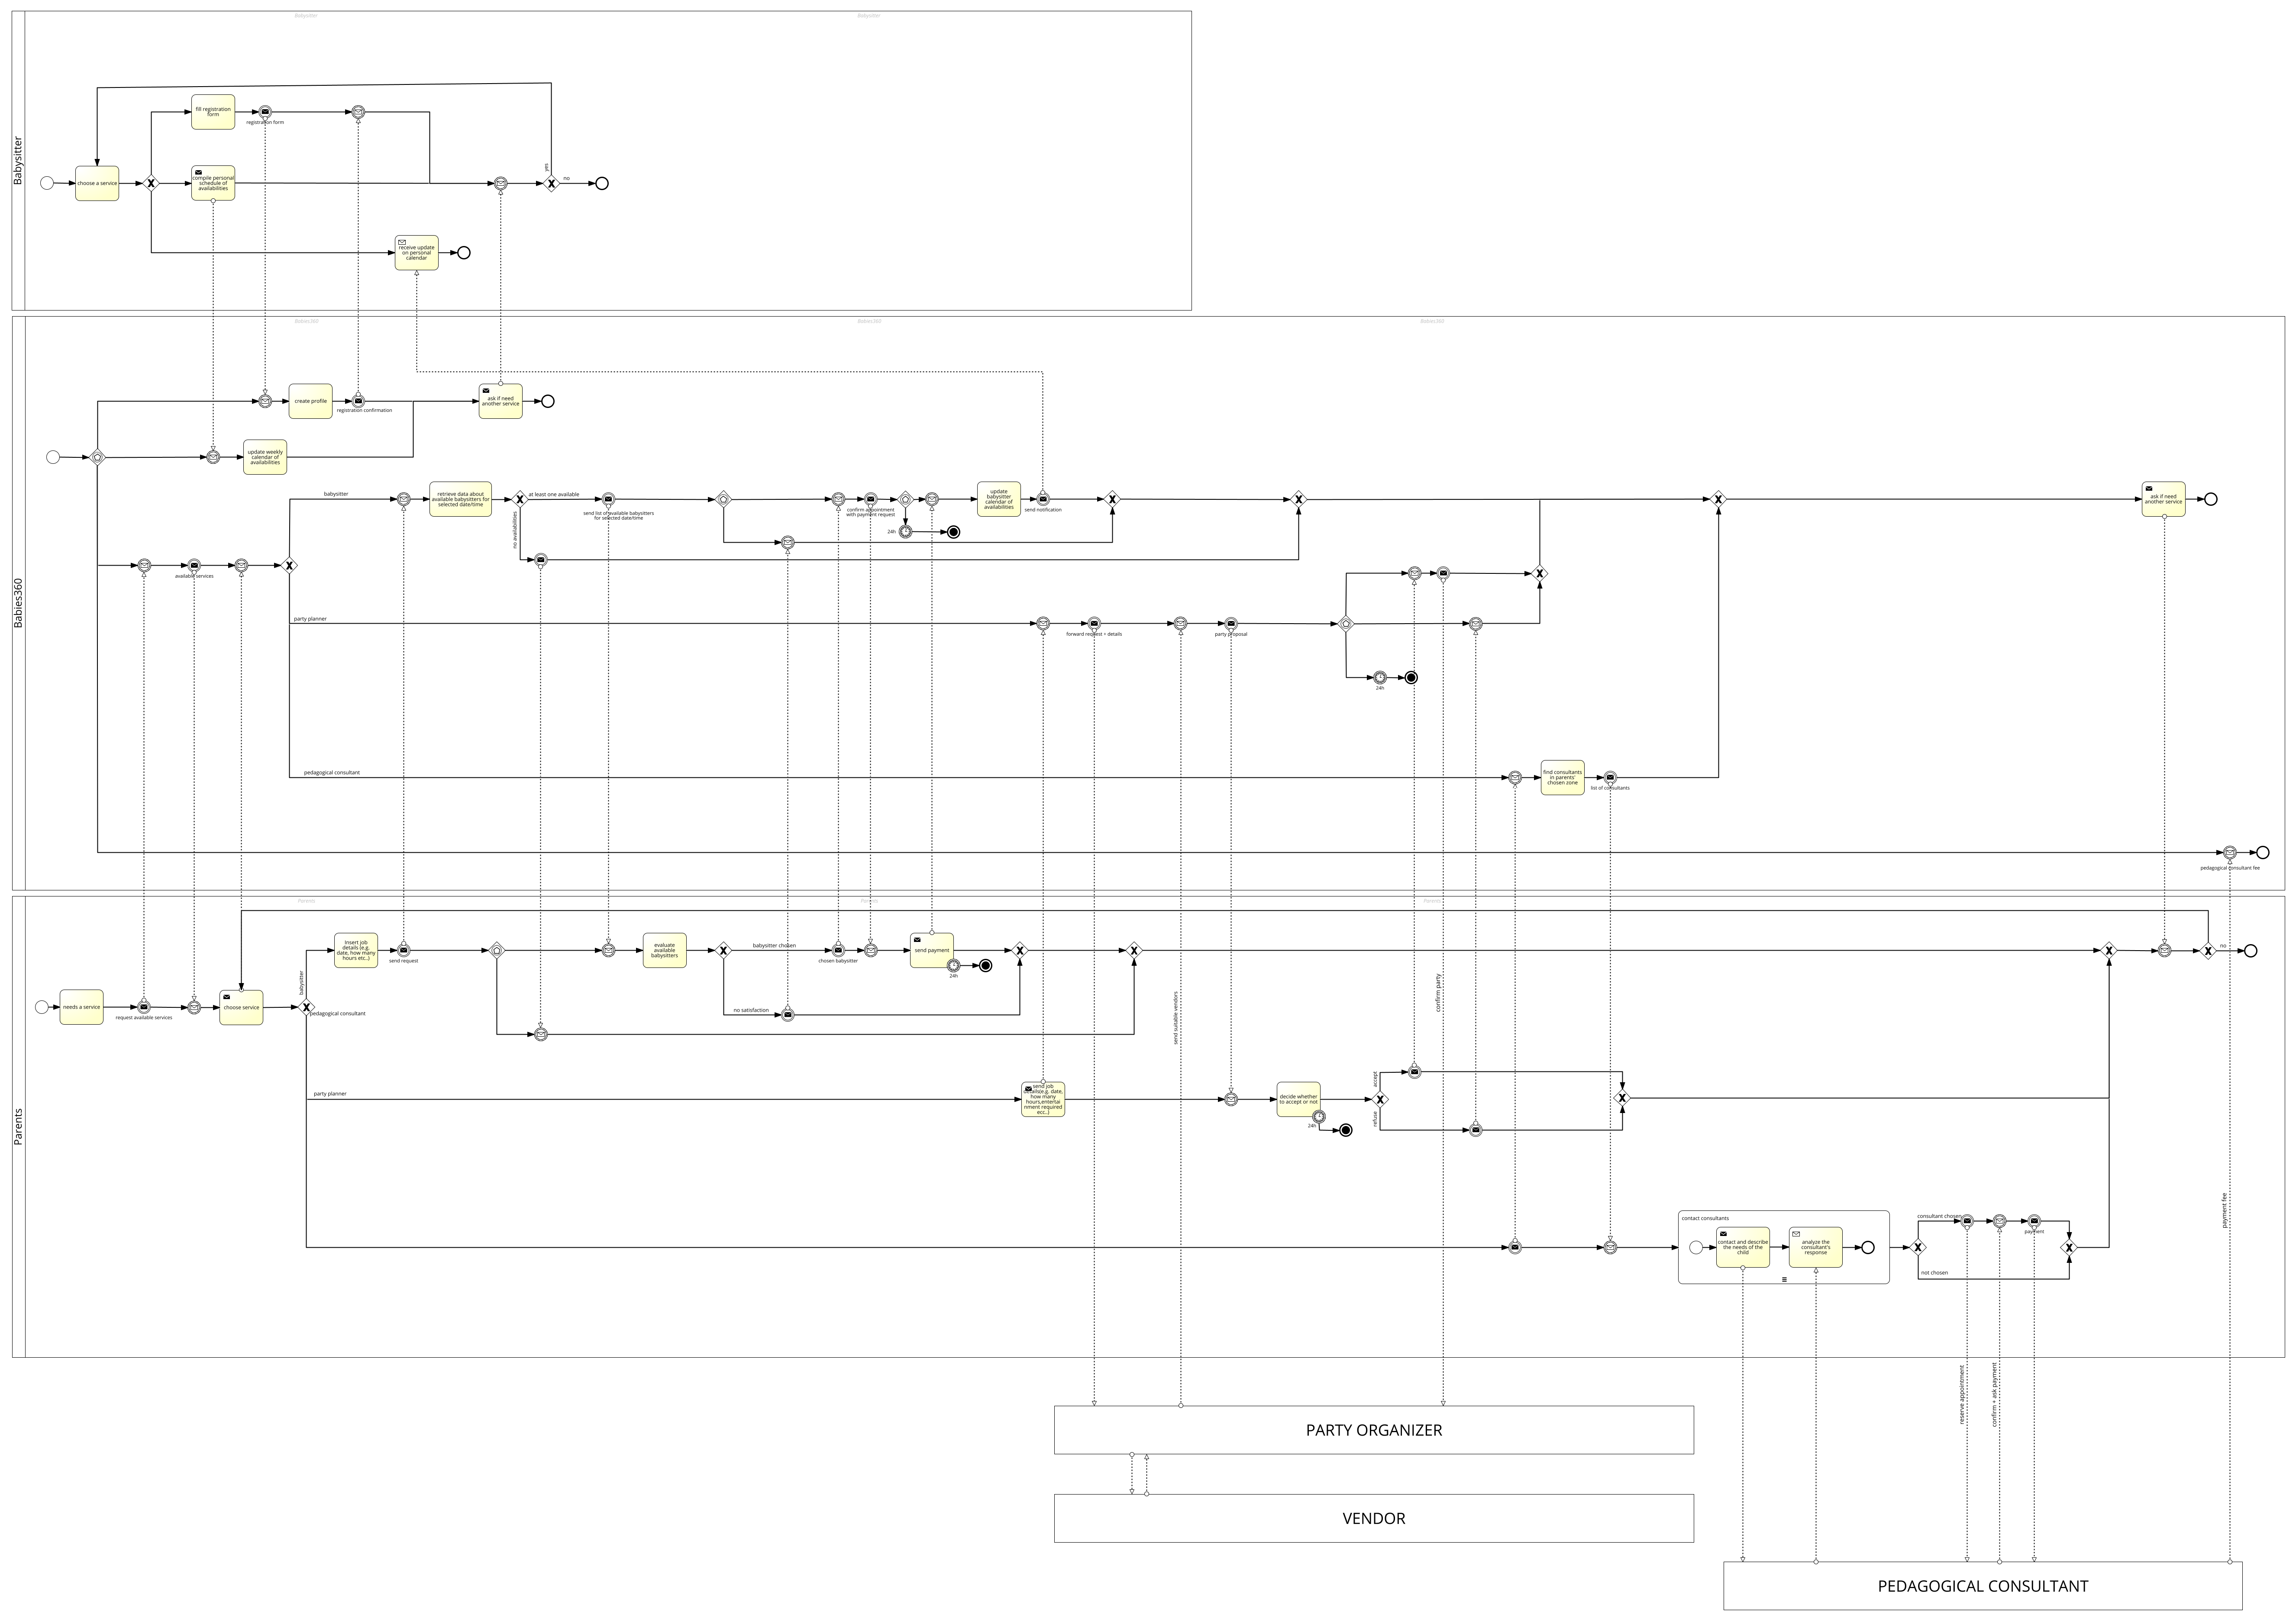 Babysitter
Babysitter
Babysitter
yes
fill registration
form
registration form
choose a service
compile personal
schedule of
availabilities
no
receive update
on personal
calendar
Babies360
Babies360
Babies360
Babies360
create profile
registration confirmation
ask if need
another service
update weekly
calendar of
availabilities
babysitter
retrieve data about
available babysitters for
selected date/time
at least one available
no availabilities
send list of available babysitters
for selected date/time
confirm appointment
with payment request
24h
update
babysitter
calendar of
availabilities
send notification
ask if need
another service
available services
party planner
forward request + details
party proposal
24h
pedagogical consultant
find consultants
in parents'
chosen zone
list of consultants
pedagogical consultant fee
Parents
Parents
Parents
Parents
needs a service
request available services
choose service
babysitter
pedagogical consultant
Insert job
details (e.g.
date, how many
hours etc..)
send request
evaluate
available
babysitters
babysitter chosen
no satisfaction
chosen babysitter
send payment
24h
no
send suitable vendors
confirm party
party planner
send job
details(e.g. date,
how many
hours,entertai
nment required
ecc..)
decide whether
to accept or not
24h
accept
refuse
contact consultants
contact and describe
the needs of the
child
analyze the
consultant's
response
consultant chosen
not chosen
payment
payment fee
reserve appointment
confirm + ask payment
PARTY ORGANIZER
VENDOR
PEDAGOGICAL CONSULTANT